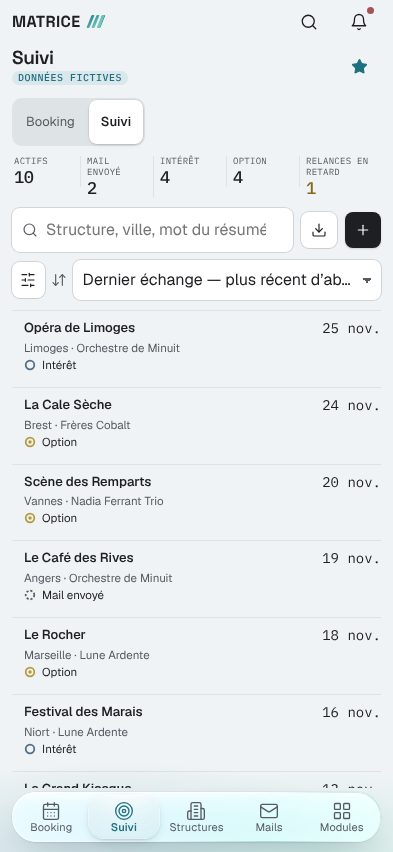 MATRICE
Suivi
DONNÉES FICTIVES
Booking
Suivi
ACTIFS
10
MAIL ENVOYÉ
2
INTÉRÊT
4
OPTION
4
RELANCES EN RETARD
1
Structure, ville, mot du résumé
Dernier échange — plus récent d'ab…
Opéra de Limoges 25 nov.
Limoges · Orchestre de Minuit
Intérêt
La Cale Sèche 24 nov.
Brest · Frères Cobalt
Option
Scène des Remparts 20 nov.
Vannes · Nadia Ferrant Trio
Option
Le Café des Rives 19 nov.
Angers · Orchestre de Minuit
Mail envoyé
Le Rocher 18 nov.
Marseille · Lune Ardente
Option
Festival des Marais 16 nov.
Niort · Lune Ardente
Intérêt
Booking
Suivi
Structures
Mails
Modules